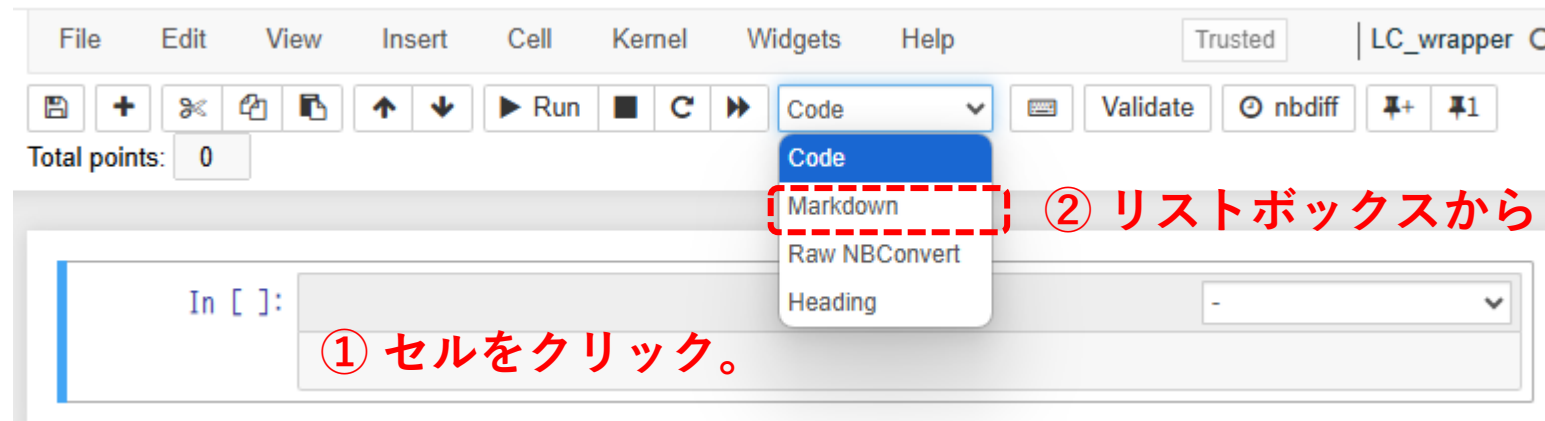 File Edit View Insert Cell Kernel Widgets Help Trusted LC_wrapper
Run Code Validate nbdiff + 1
Total points: 0
Code
Markdown
② リストボックスから
Raw NBConvert
In [ ]: Heading -
① セルをクリック。